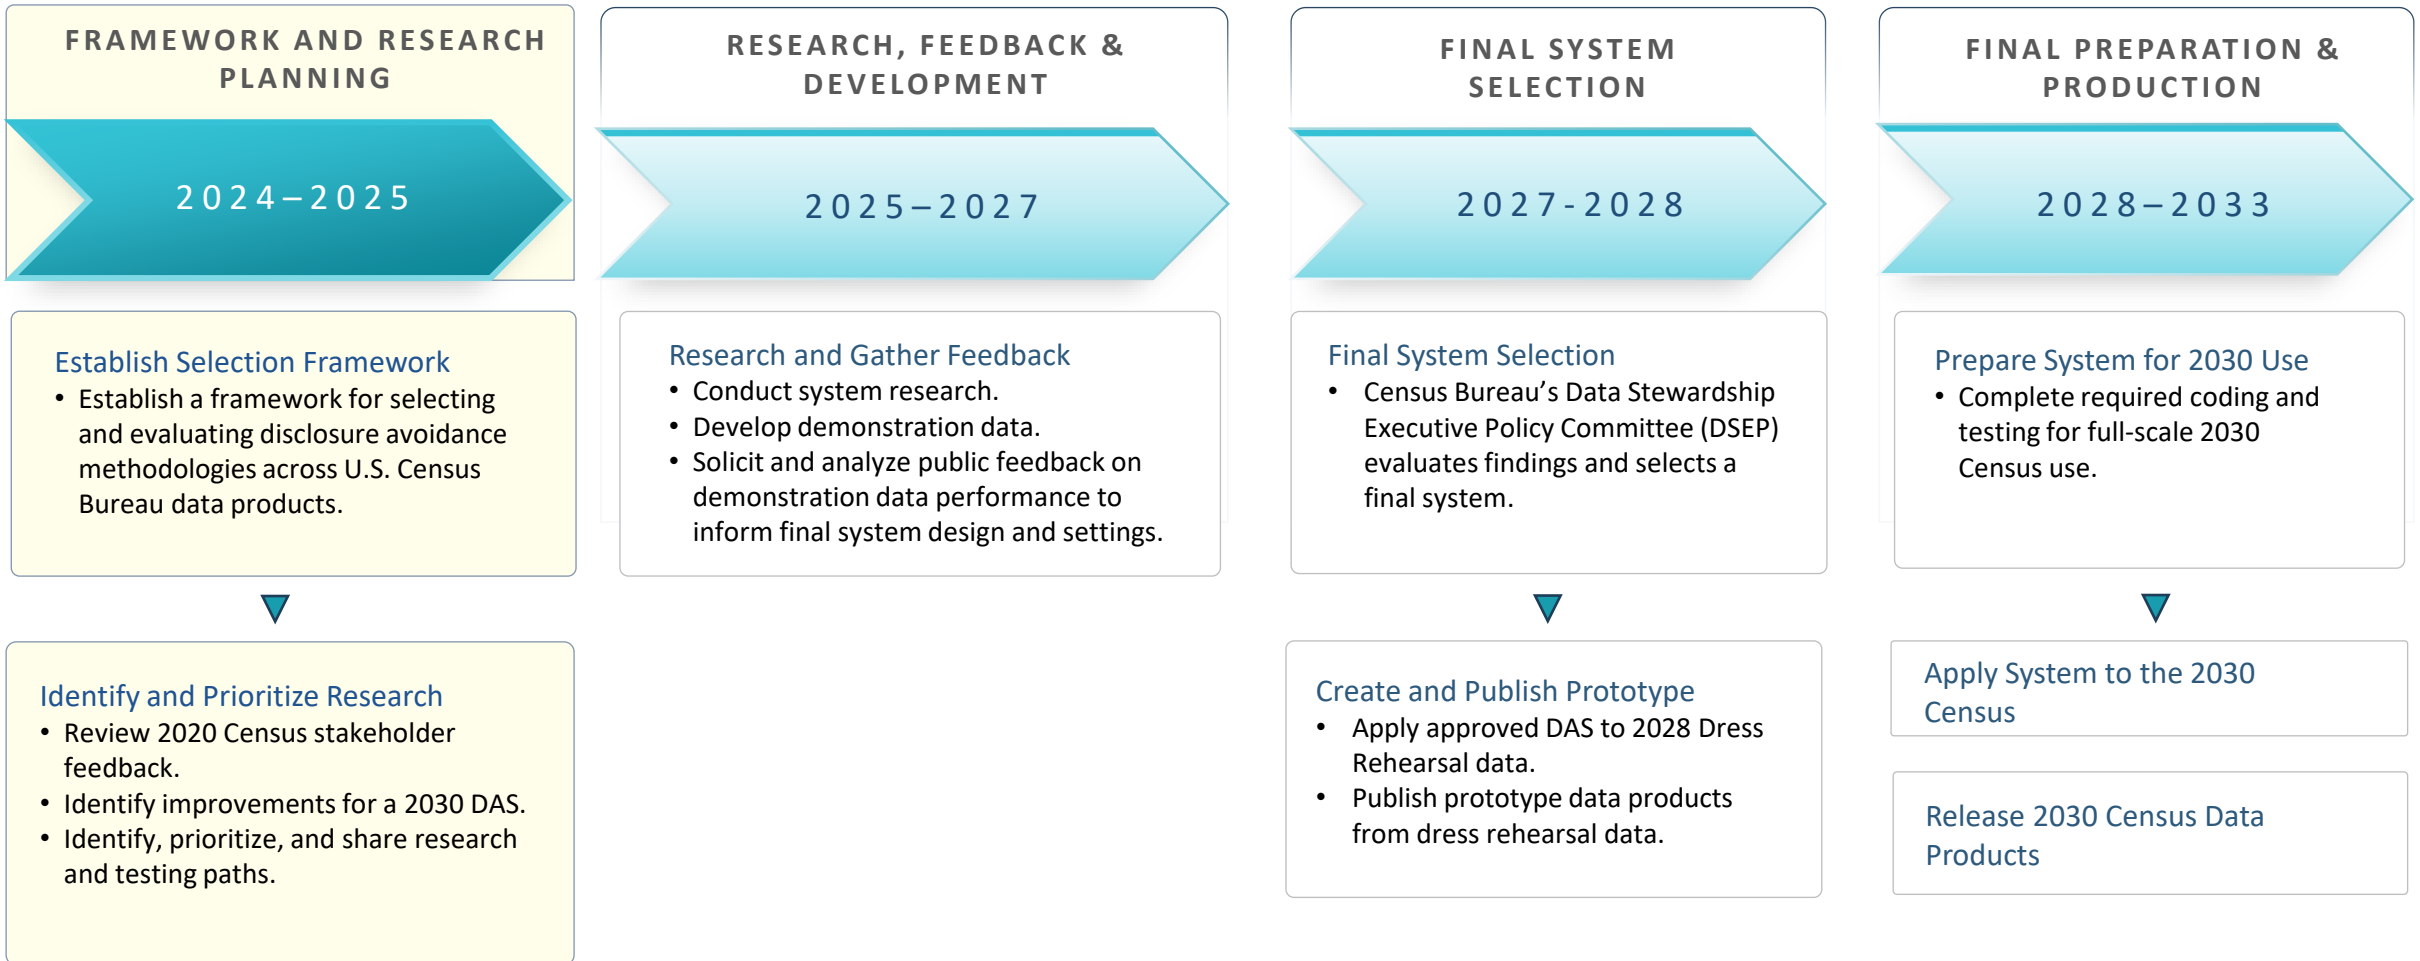 FRAMEWORK AND RESEARCH
PLANNING
2024–2025
Establish Selection Framework
• Establish a framework for selecting
and evaluating disclosure avoidance
methodologies across U.S. Census
Bureau data products.
Identify and Prioritize Research
• Review 2020 Census stakeholder
feedback.
• Identify improvements for a 2030 DAS.
• Identify, prioritize, and share research
and testing paths.
RESEARCH, FEEDBACK &
DEVELOPMENT
2025–2027
Research and Gather Feedback
• Conduct system research.
• Develop demonstration data.
• Solicit and analyze public feedback on
demonstration data performance to
inform final system design and settings.
FINAL SYSTEM
SELECTION
2027-2028
Final System Selection
• Census Bureau’s Data Stewardship
Executive Policy Committee (DSEP)
evaluates findings and selects a
final system.
Create and Publish Prototype
• Apply approved DAS to 2028 Dress
Rehearsal data.
• Publish prototype data products
from dress rehearsal data.
FINAL PREPARATION &
PRODUCTION
2028–2033
Prepare System for 2030 Use
• Complete required coding and
testing for full-scale 2030
Census use.
Apply System to the 2030
Census
Release 2030 Census Data
Products